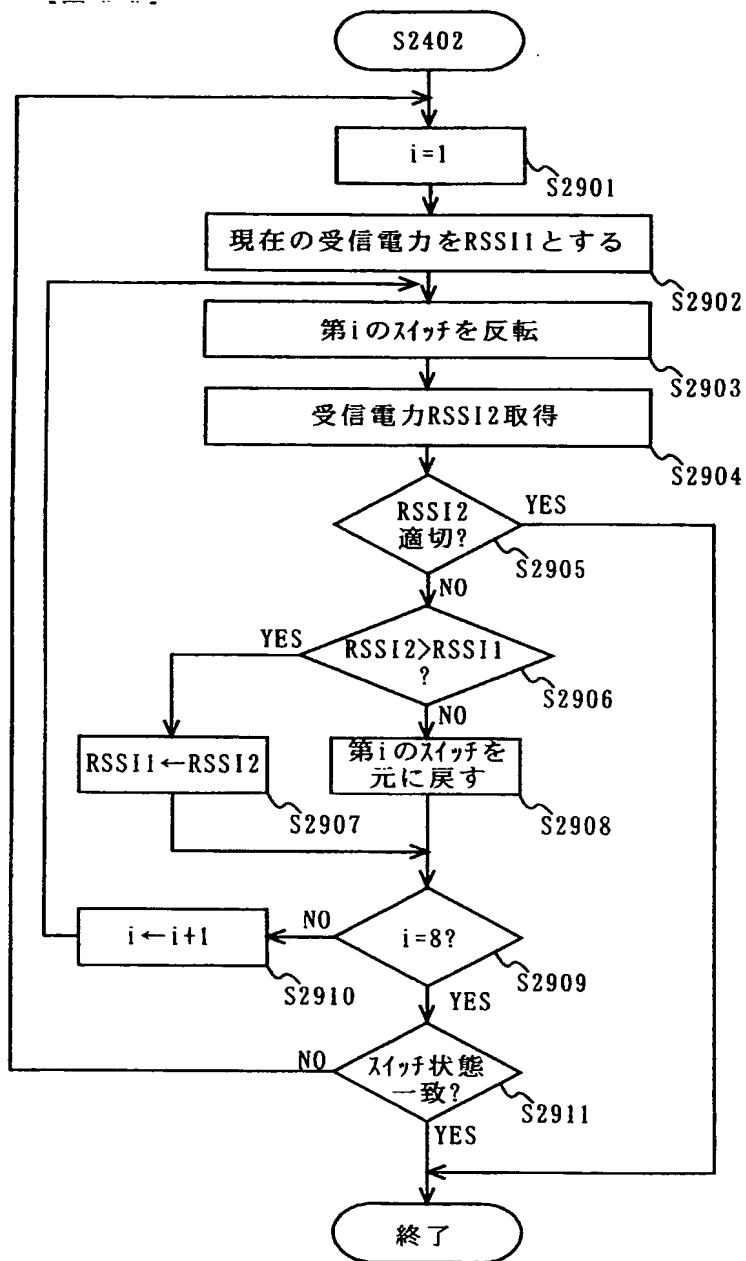 S2402
i=1
S2901
現在の受信電力をRSSI1とする
S2902
第iのスイッチを反転
S2903
受信電力RSSI2取得
S2904
RSSI2
適切?
YES
S2905
NO
YES
RSSI2>RSSI1
?
S2906
NO
RSSI1←RSSI2
S2907
第iのスイッチを
元に戻す
S2908
i←i+1
S2910
NO
i=8?
S2909
YES
NO
スイッチ状態
一致?
S2911
YES
終了